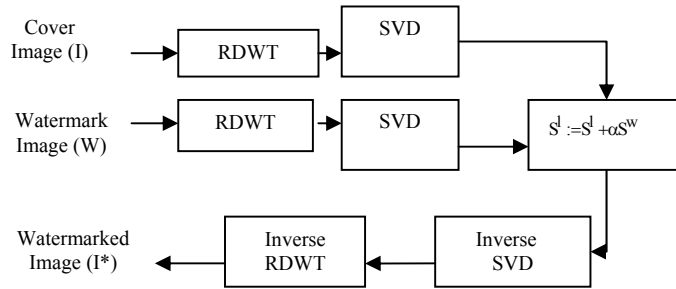 Cover
Image (I)
RDWT
SVD
Watermark
Image (W)
RDWT
SVD
S^I :=S^I +αS^w
Watermarked
Image (I*)
Inverse
RDWT
Inverse
SVD